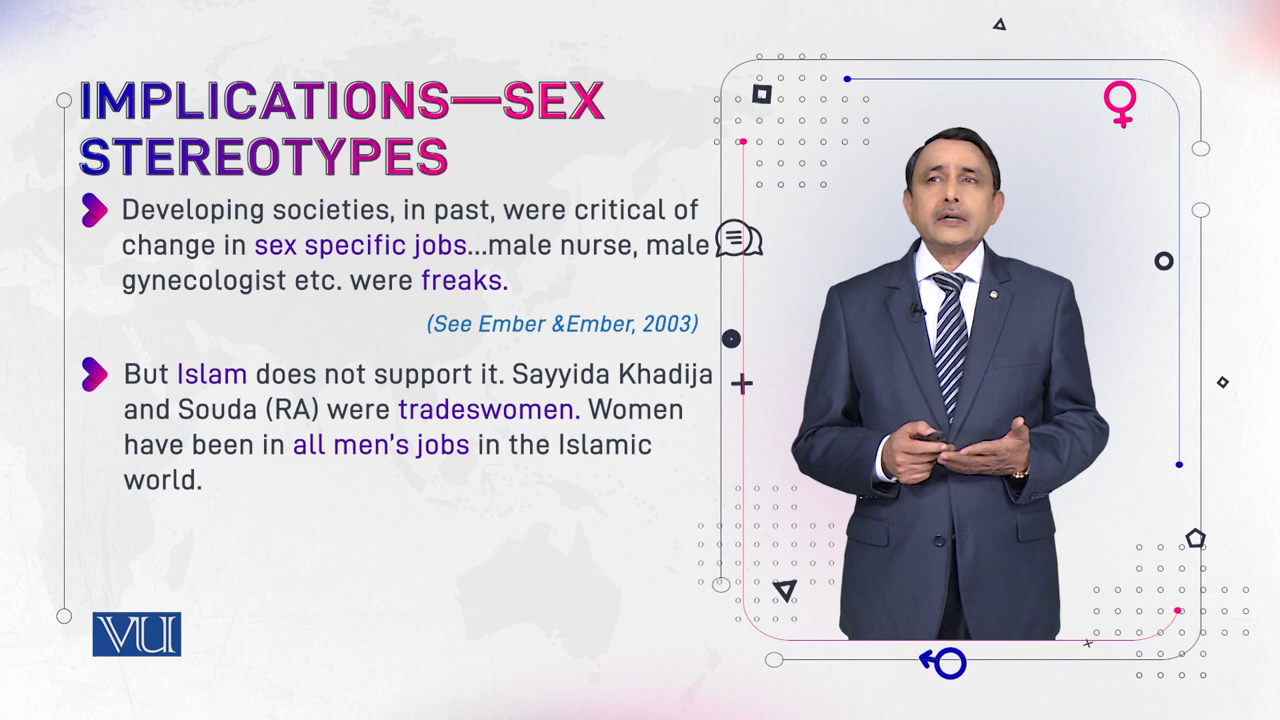 IMPLICATIONS—SEX
STEREOTYPES
Developing societies, in past, were critical of
change in sex specific jobs...male nurse, male
gynecologist etc. were freaks.
(See Ember &Ember, 2003)
But Islam does not support it. Sayyida Khadija
and Souda (RA) were tradeswomen. Women
have been in all men's jobs in the Islamic
world.
VU